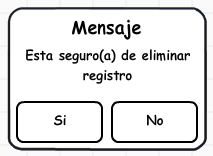 Mensaje
Esta seguro(a) de eliminar
registro
Si
No